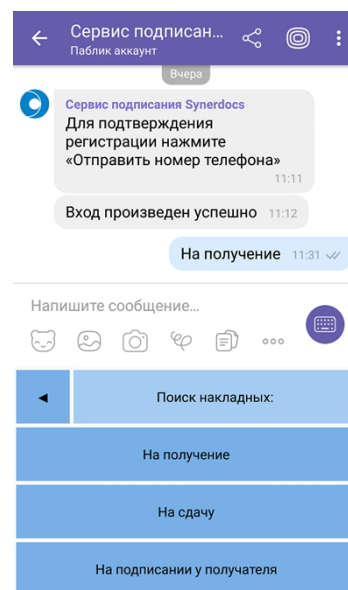 Сервис подписан...
Паблик аккаунт
Вчера
Сервис подписания Synerdocs
Для подтверждения
регистрации нажмите
«Отправить номер телефона»
11:11
Вход произведен успешно 11:12
На получение 11:31
Напишите сообщение...
Поиск накладных:
На получение
На сдачу
На подписании у получателя